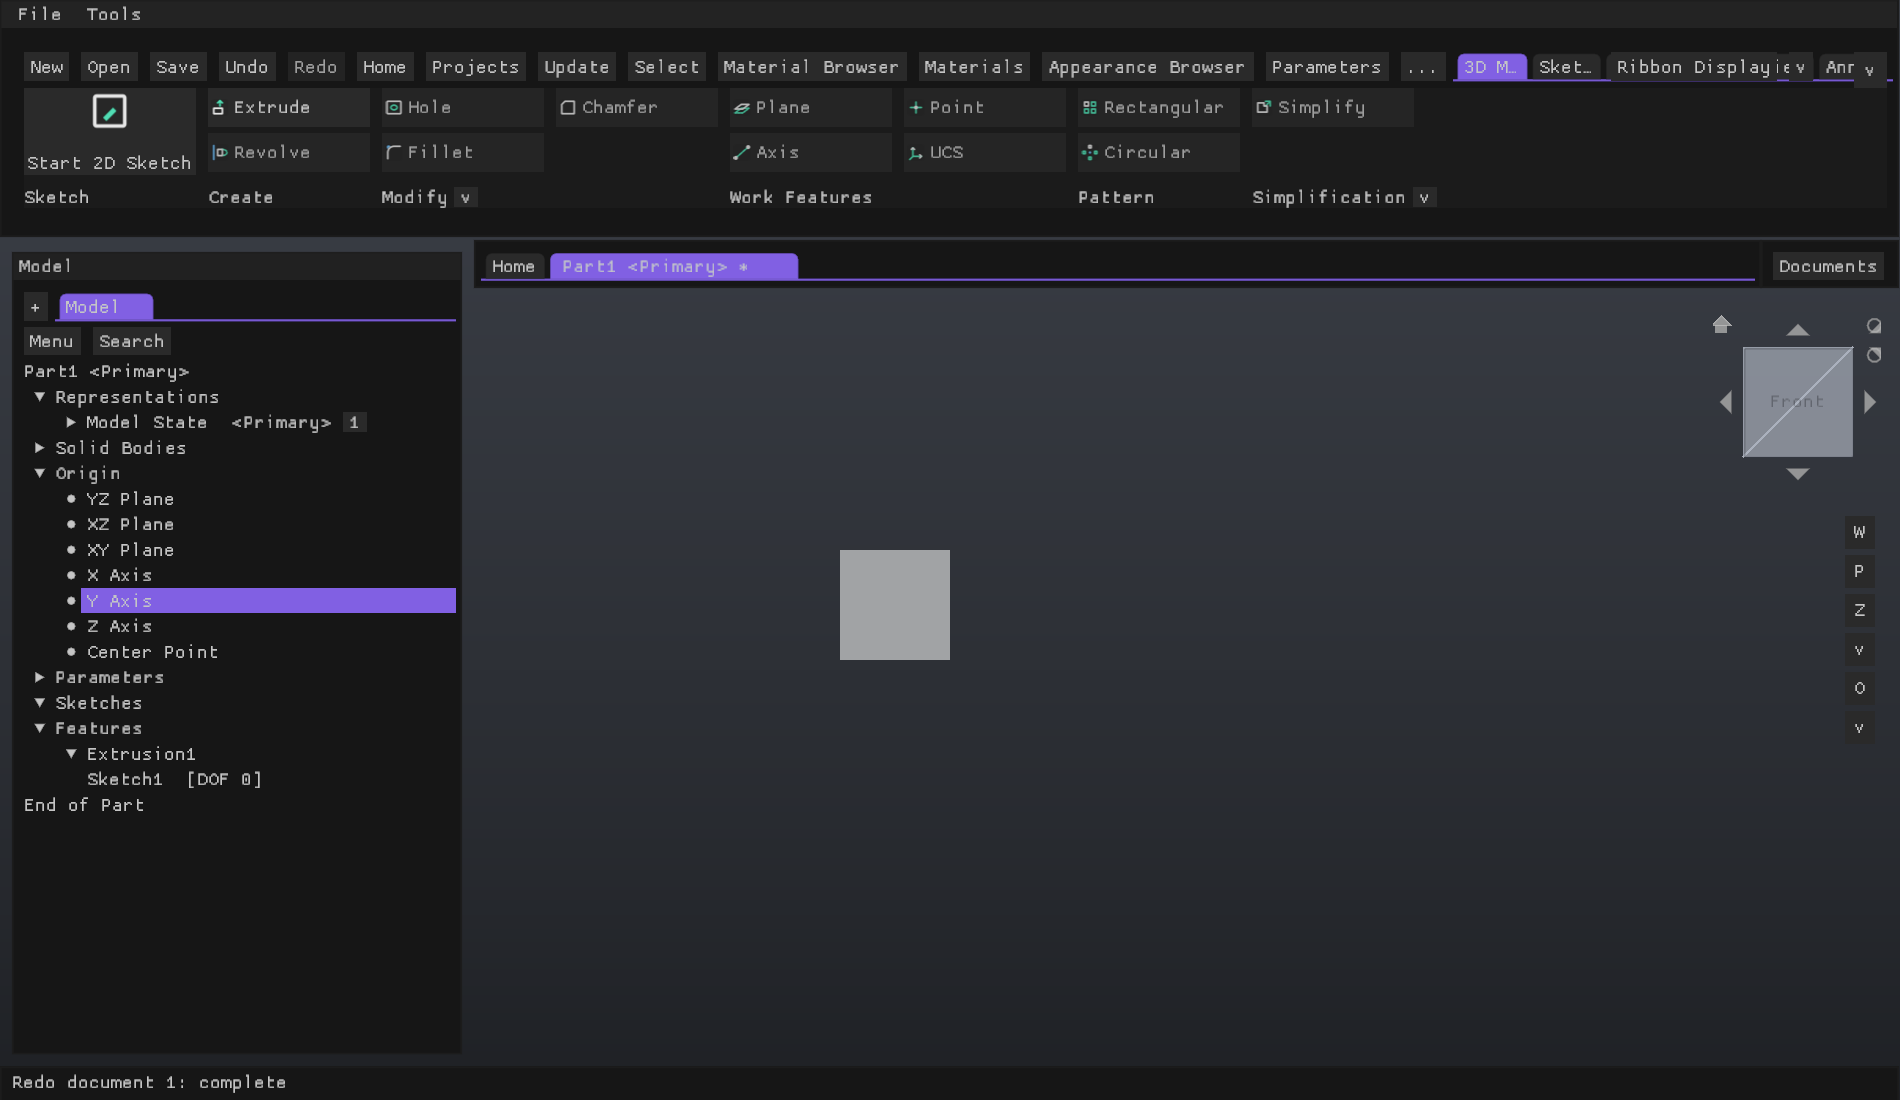 File Tools
New Open Save Undo Redo Home Projects Update Select Material Browser Materials Appearance Browser Parameters ... 3D M… Sket… Ribbon Display v v
Extrude Hole Chamfer Plane Point Rectangular Simplify
Start 2D Sketch Revolve Fillet Axis UCS Circular
Sketch Create Modify v Work Features Pattern Simplification v
Model
Home Part1 <Primary> * Documents
+ Model
Menu Search
Part1 <Primary>
Representations
Model State <Primary> 1
Solid Bodies
Origin
YZ Plane
XZ Plane
XY Plane
X Axis
Y Axis
Z Axis
Center Point
Parameters
Sketches
Features
Extrusion1
Sketch1 [DOF 0]
End of Part
Front
W
P
Z
v
O
v
Redo document 1: complete